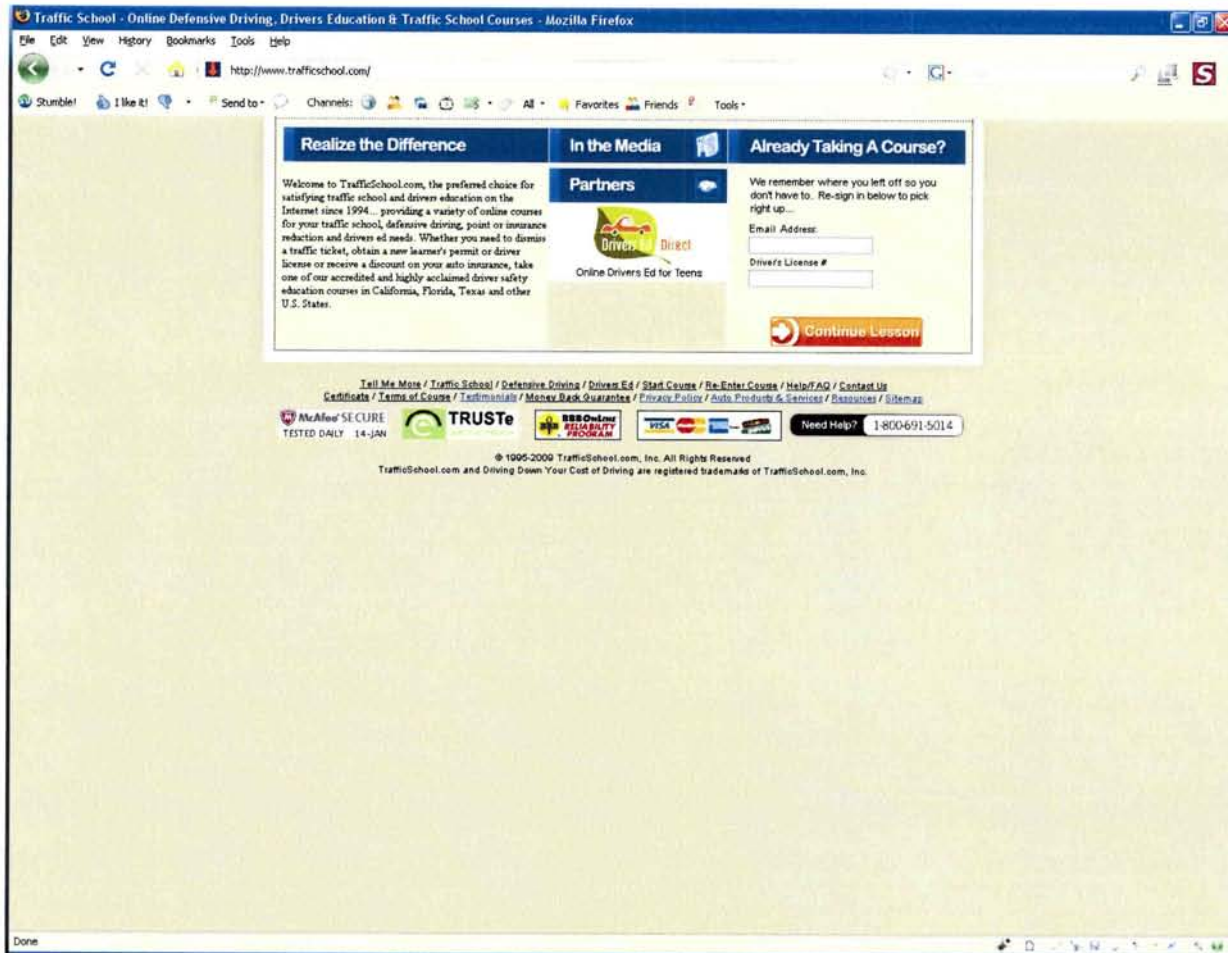 Traffic School - Online Defensive Driving, Drivers Education & Traffic School Courses - Mozilla Firefox
File Edit View History Bookmarks Tools Help
http://www.trafficschool.com/
Stumble! I like it! Send to Channels: All Favorites Friends Tools
Realize the Difference
Welcome to TrafficSchool.com, the preferred choice for
satisfying traffic school and drivers education on the
Internet since 1994... providing a variety of online courses
for your traffic school, defensive driving, point or insurance
reduction and drivers ed needs. Whether you need to dismiss
a traffic ticket, obtain a new learner's permit or driver
license or receive a discount on your auto insurance, take
one of our accredited and highly acclaimed driver safety
education courses in California, Florida, Texas and other
U.S. States.
In the Media
Partners
Drivers Ed Direct
Online Drivers Ed for Teens
Already Taking A Course?
We remember where you left off so you
don't have to. Re-sign in below to pick
right up...
Email Address:
Driver's License #
Continue Lesson
Tell Me More / Traffic School / Defensive Driving / Drivers Ed / Start Course / Re-Enter Course / Help/FAQ / Contact Us
Certificate / Terms of Course / Testimonials / Money Back Guarantee / Privacy Policy / Auto Products & Services / Resources / Sitemap
McAfee SECURE
TESTED DAILY 14-JAN
TRUSTe
BBBOnLine
RELIABILITY
PROGRAM
VISA
Need Help? 1-800-691-5014
© 1995-2009 TrafficSchool.com, Inc. All Rights Reserved
TrafficSchool.com and Driving Down Your Cost of Driving are registered trademarks of TrafficSchool.com, Inc.
Done